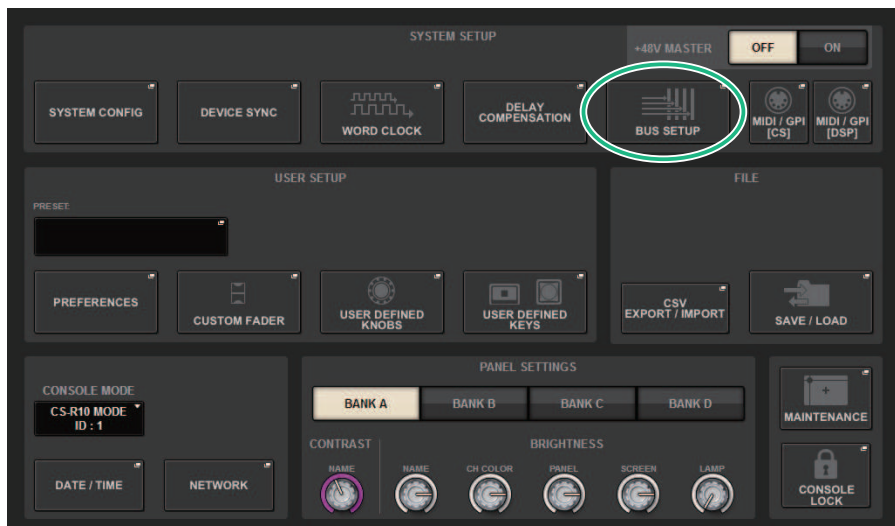 SYSTEM SETUP
+48V MASTER
OFF
ON
SYSTEM CONFIG
DEVICE SYNC
WORD CLOCK
DELAY
COMPENSATION
BUS SETUP
MIDI / GPI
[CS]
MIDI / GPI
[DSP]
USER SETUP
PRESET
PREFERENCES
CUSTOM FADER
USER DEFINED
KNOBS
USER DEFINED
KEYS
FILE
CSV
EXPORT / IMPORT
SAVE / LOAD
CONSOLE MODE
CS-R10 MODE
ID : 1
DATE / TIME
NETWORK
PANEL SETTINGS
BANK A
BANK B
BANK C
BANK D
CONTRAST
BRIGHTNESS
NAME
NAME
CH COLOR
PANEL
SCREEN
LAMP
MAINTENANCE
CONSOLE
LOCK